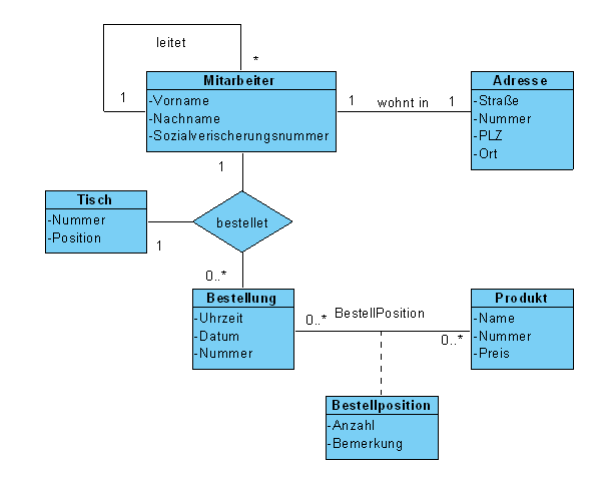 leitet
*
1
Mitarbeiter
-Vorname
-Nachname
-Sozialverischerungsnummer
1
wohnt in
1
Adresse
-Straße
-Nummer
-PLZ
-Ort
1
Tisch
-Nummer
-Position
1
bestellet
0..*
Bestellung
-Uhrzeit
-Datum
-Nummer
0..*
BestellPosition
0..*
Produkt
-Name
-Nummer
-Preis
Bestellposition
-Anzahl
-Bemerkung